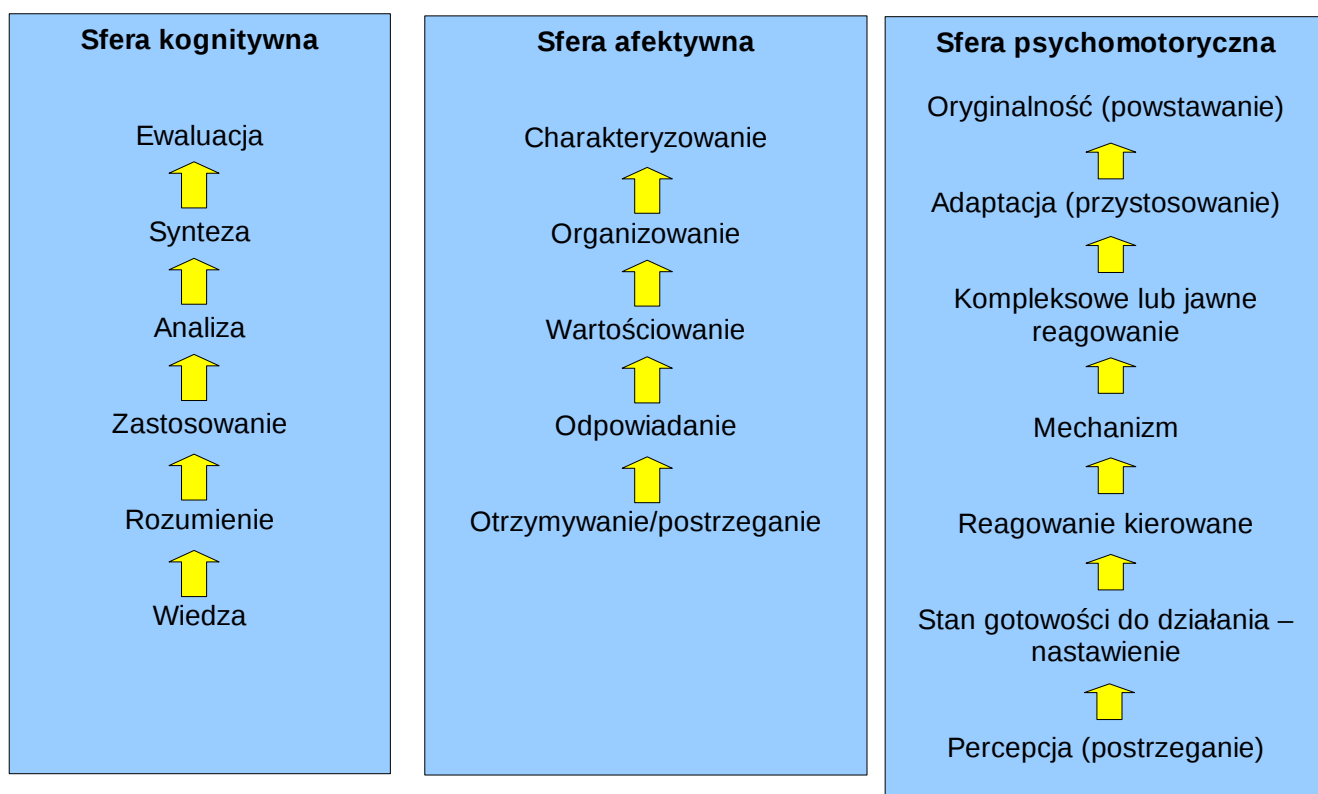 Sfera kognitywna
Ewaluacja
Synteza
Analiza
Zastosowanie
Rozumienie
Wiedza
Sfera afektywna
Charakteryzowanie
Organizowanie
Wartościowanie
Odpowiadanie
Otrzymywanie/postrzeganie
Sfera psychomotoryczna
Oryginalność (powstawanie)
Adaptacja (przystosowanie)
Kompleksowe lub jawne
reagowanie
Mechanizm
Reagowanie kierowane
Stan gotowości do działania –
nastawienie
Percepcja (postrzeganie)